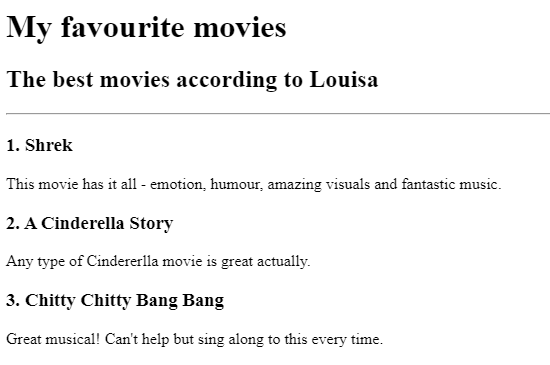 My favourite movies
The best movies according to Louisa
1. Shrek
This movie has it all - emotion, humour, amazing visuals and fantastic music.
2. A Cinderella Story
Any type of Cindererlla movie is great actually.
3. Chitty Chitty Bang Bang
Great musical! Can't help but sing along to this every time.